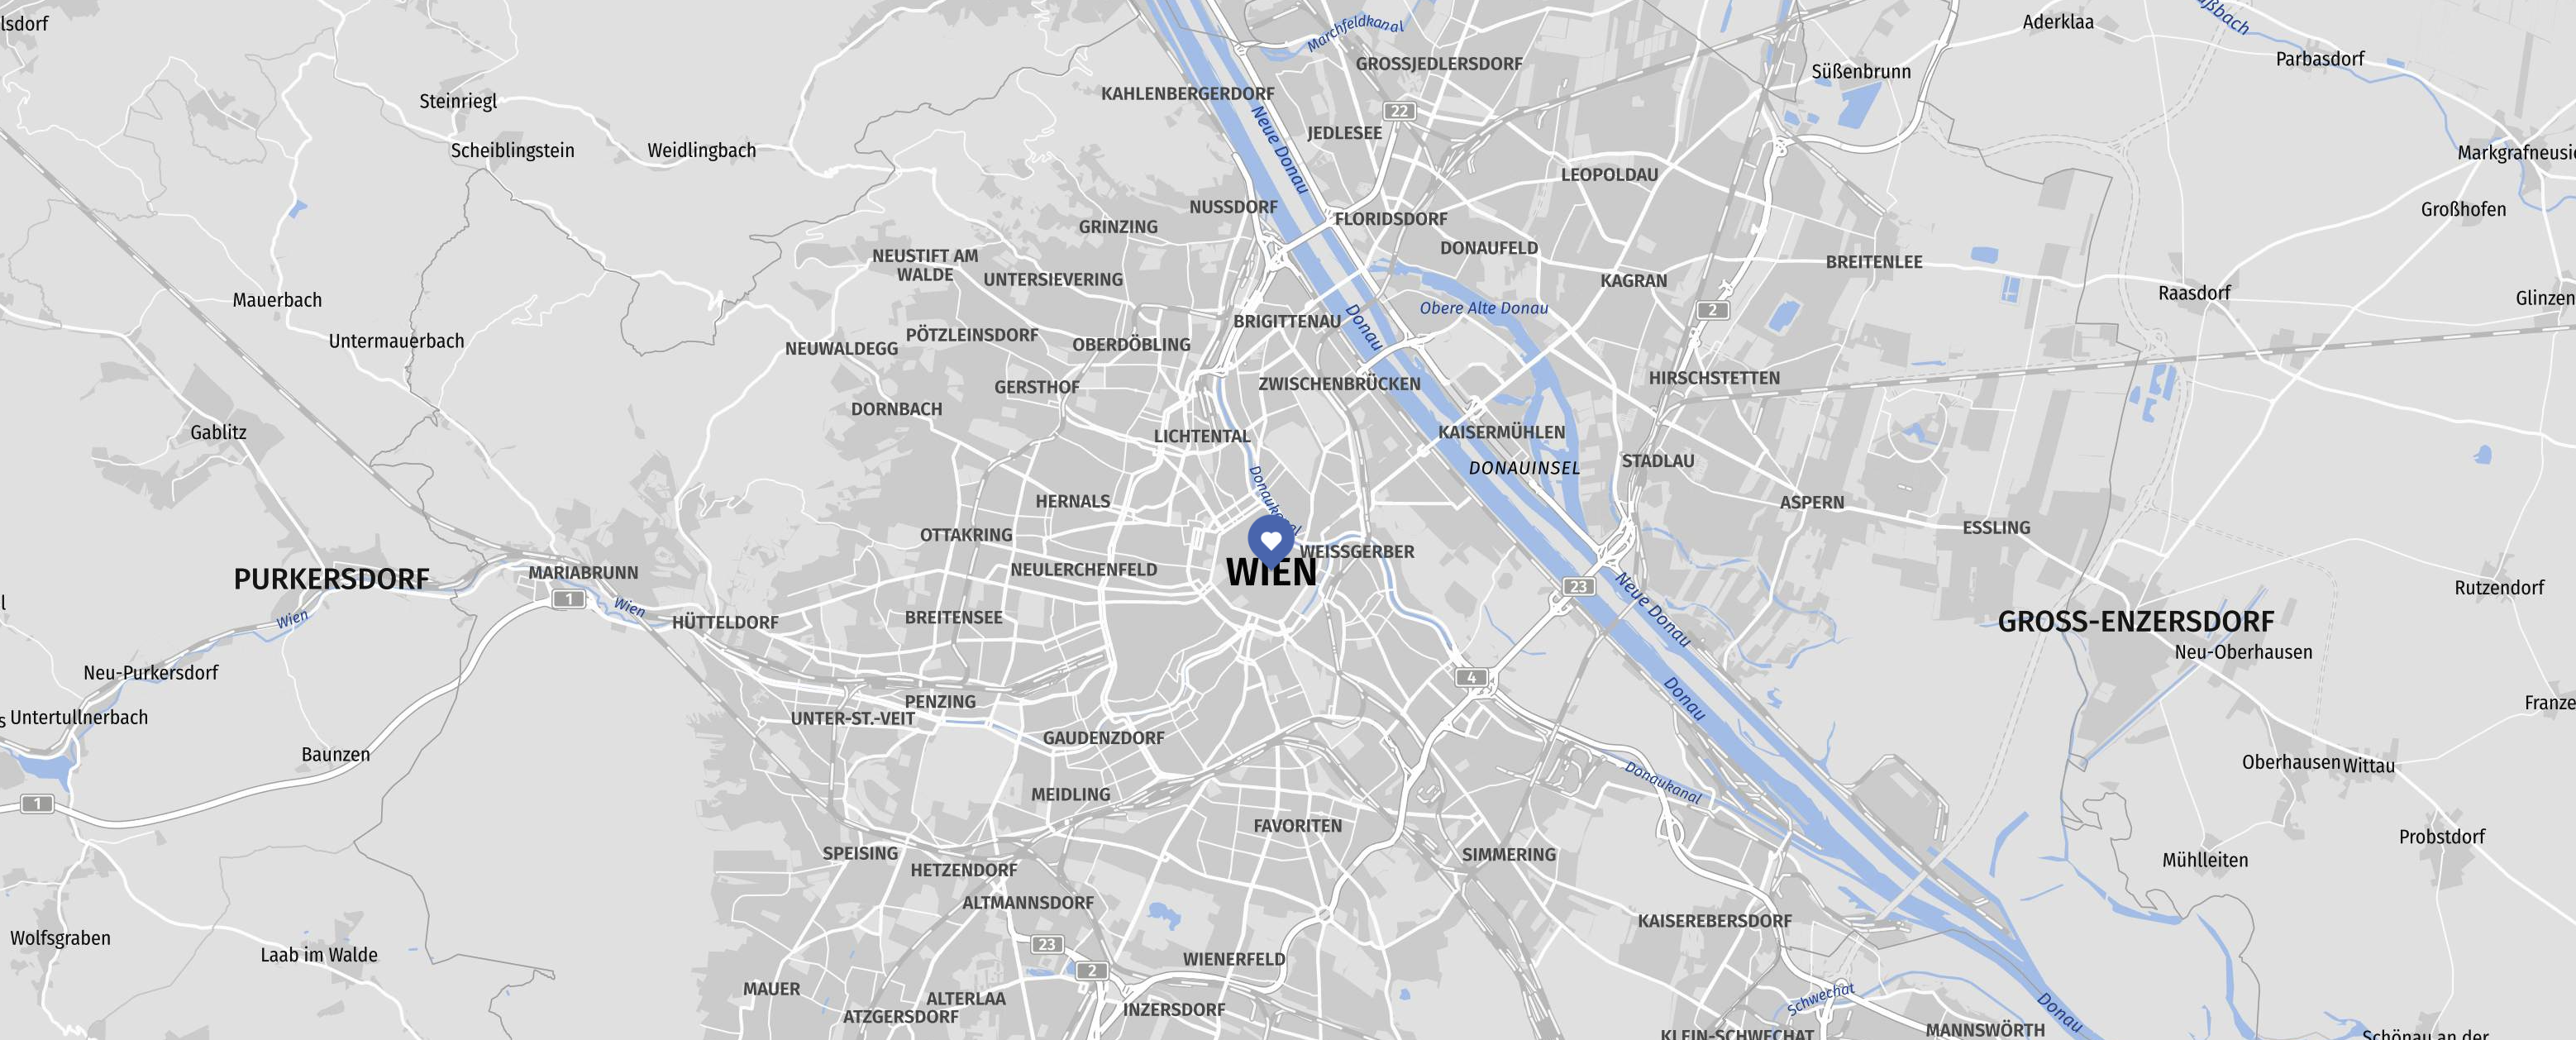 lsdorf
Marchfeldkanal
Aderklaa
Parbasdorf
GROSSJEDLERSDORF
Süßenbrunn
Steinriegl
KAHLENBERGERDORF
22
JEDLESEE
Neue Donau
Scheiblingstein
Weidlingbach
Markgrafneusi
LEOPOLDAU
NUSSDORF
FLORIDSDORF
Großhofen
GRINZING
DONAUFELD
NEUSTIFT AM
WALDE
UNTERSIEVERING
KAGRAN
BREITENLEE
Mauerbach
Raasdorf
Glinzen
Obere Alte Donau
2
BRIGITTENAU
Donau
Untermauerbach
NEUWALDEGG
PÖTZLEINSDORF
OBERDÖBLING
GERSTHOF
ZWISCHENBRÜCKEN
HIRSCHSTETTEN
DORNBACH
Gablitz
LICHTENTAL
KAISERMÜHLEN
DONAUINSEL
STADLAU
Donaukanal
HERNALS
ASPERN
OTTAKRING
ESSLING
WEISSGERBER
WIEN
NEULERCHENFELD
PURKERSDORF
MARIABRUNN
1
Wien
Wien
23
Neue Donau
Rutzendorf
HÜTTELDORF
BREITENSEE
GROSS-ENZERSDORF
Neu-Oberhausen
Neu-Purkersdorf
4
Donau
PENZING
UNTER-ST.-VEIT
s Untertullnerbach
Franze
GAUDENZDORF
Baunzen
Donaukanal
Oberhausen
Wittau
1
MEIDLING
FAVORITEN
Probstdorf
SPEISING
HETZENDORF
SIMMERING
Mühlleiten
ALTMANNSDORF
KAISEREBERSDORF
Wolfsgraben
Laab im Walde
23
2
WIENERFELD
MAUER
ALTERLAA
ATZGERSDORF
INZERSDORF
Schwechat
Donau
KLEIN-SCHWECHAT
MANNSWÖRTH
Schönau an der